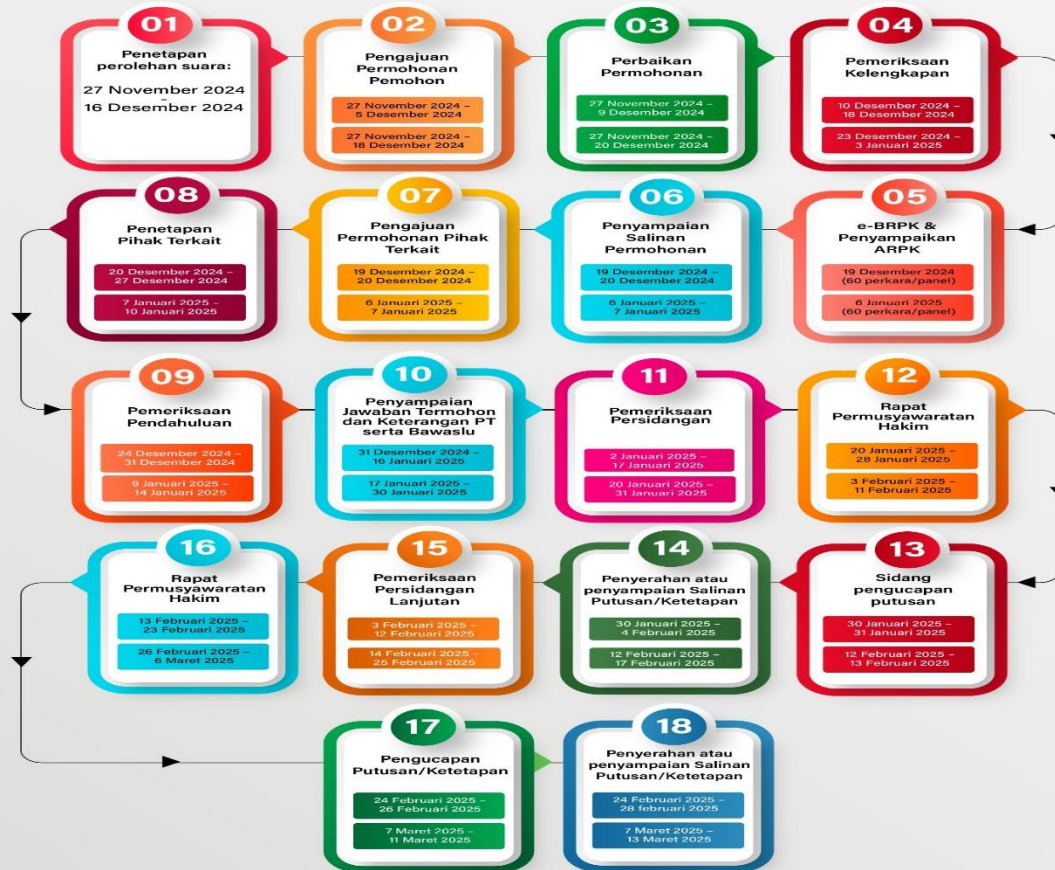 01
Penetapan
perolehan suara:
27 November 2024
–
16 Desember 2024
02
Pengajuan
Permohonan
Pemohon
27 November 2024 –
5 Desember 2024
27 November 2024 –
18 Desember 2024
03
Perbaikan
Permohonan
27 November 2024 –
9 Desember 2024
27 November 2024 –
20 Desember 2024
04
Pemeriksaan
Kelengkapan
10 Desember 2024 –
18 Desember 2024
23 Desember 2024 –
3 Januari 2025
05
e-BRPK &
Penyampaikan
ARPK
19 Desember 2024
(60 perkara/panel)
6 Januari 2025
(60 perkara/panel)
06
Penyampaian
Salinan
Permohonan
19 Desember 2024 –
20 Desember 2024
6 Januari 2025 –
7 Januari 2025
07
Pengajuan
Permohonan Pihak
Terkait
19 Desember 2024 –
20 Desember 2024
6 Januari 2025 –
7 Januari 2025
08
Penetapan
Pihak Terkait
20 Desember 2024 –
27 Desember 2024
7 Januari 2025 –
10 Januari 2025
09
Pemeriksaan
Pendahuluan
24 Desember 2024 –
31 Desember 2024
9 Januari 2025 –
14 Januari 2025
10
Penyampaian
Jawaban Termohon
dan Keterangan PT
serta Bawaslu
31 Desember 2024 –
16 Januari 2025
17 Januari 2025 –
30 Januari 2025
11
Pemeriksaan
Persidangan
2 Januari 2025 –
17 Januari 2025
20 Januari 2025 –
31 Januari 2025
12
Rapat
Permusyawaratan
Hakim
20 Januari 2025 –
28 Januari 2025
3 Februari 2025 –
11 Februari 2025
13
Sidang
pengucapan
putusan
30 Januari 2025 –
31 Januari 2025
12 Februari 2025 –
13 Februari 2025
14
Penyerahan atau
penyampaian Salinan
Putusan/Ketetapan
30 Januari 2025 –
4 Februari 2025
12 Februari 2025 –
17 Februari 2025
15
Pemeriksaan
Persidangan
Lanjutan
3 Februari 2025 –
12 Februari 2025
14 Februari 2025 –
25 Februari 2025
16
Rapat
Permusyawaratan
Hakim
13 Februari 2025 –
23 Februari 2025
26 Februari 2025 –
6 Maret 2025
17
Pengucapan
Putusan/Ketetapan
24 Februari 2025 –
26 Februari 2025
7 Maret 2025 –
11 Maret 2025
18
Penyerahan atau
penyampaian Salinan
Putusan/Ketetapan
24 Februari 2025 –
28 februari 2025
7 Maret 2025 –
13 Maret 2025